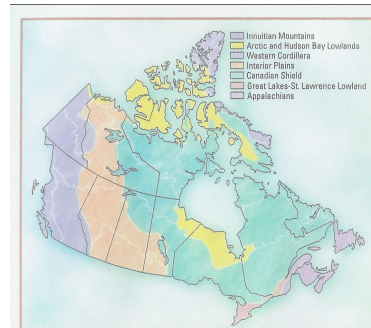 Innuitian Mountains
Arctic and Hudson Bay Lowlands
Western Cordillera
Interior Plains
Canadian Shield
Great Lakes-St. Lawrence Lowland
Appalachians